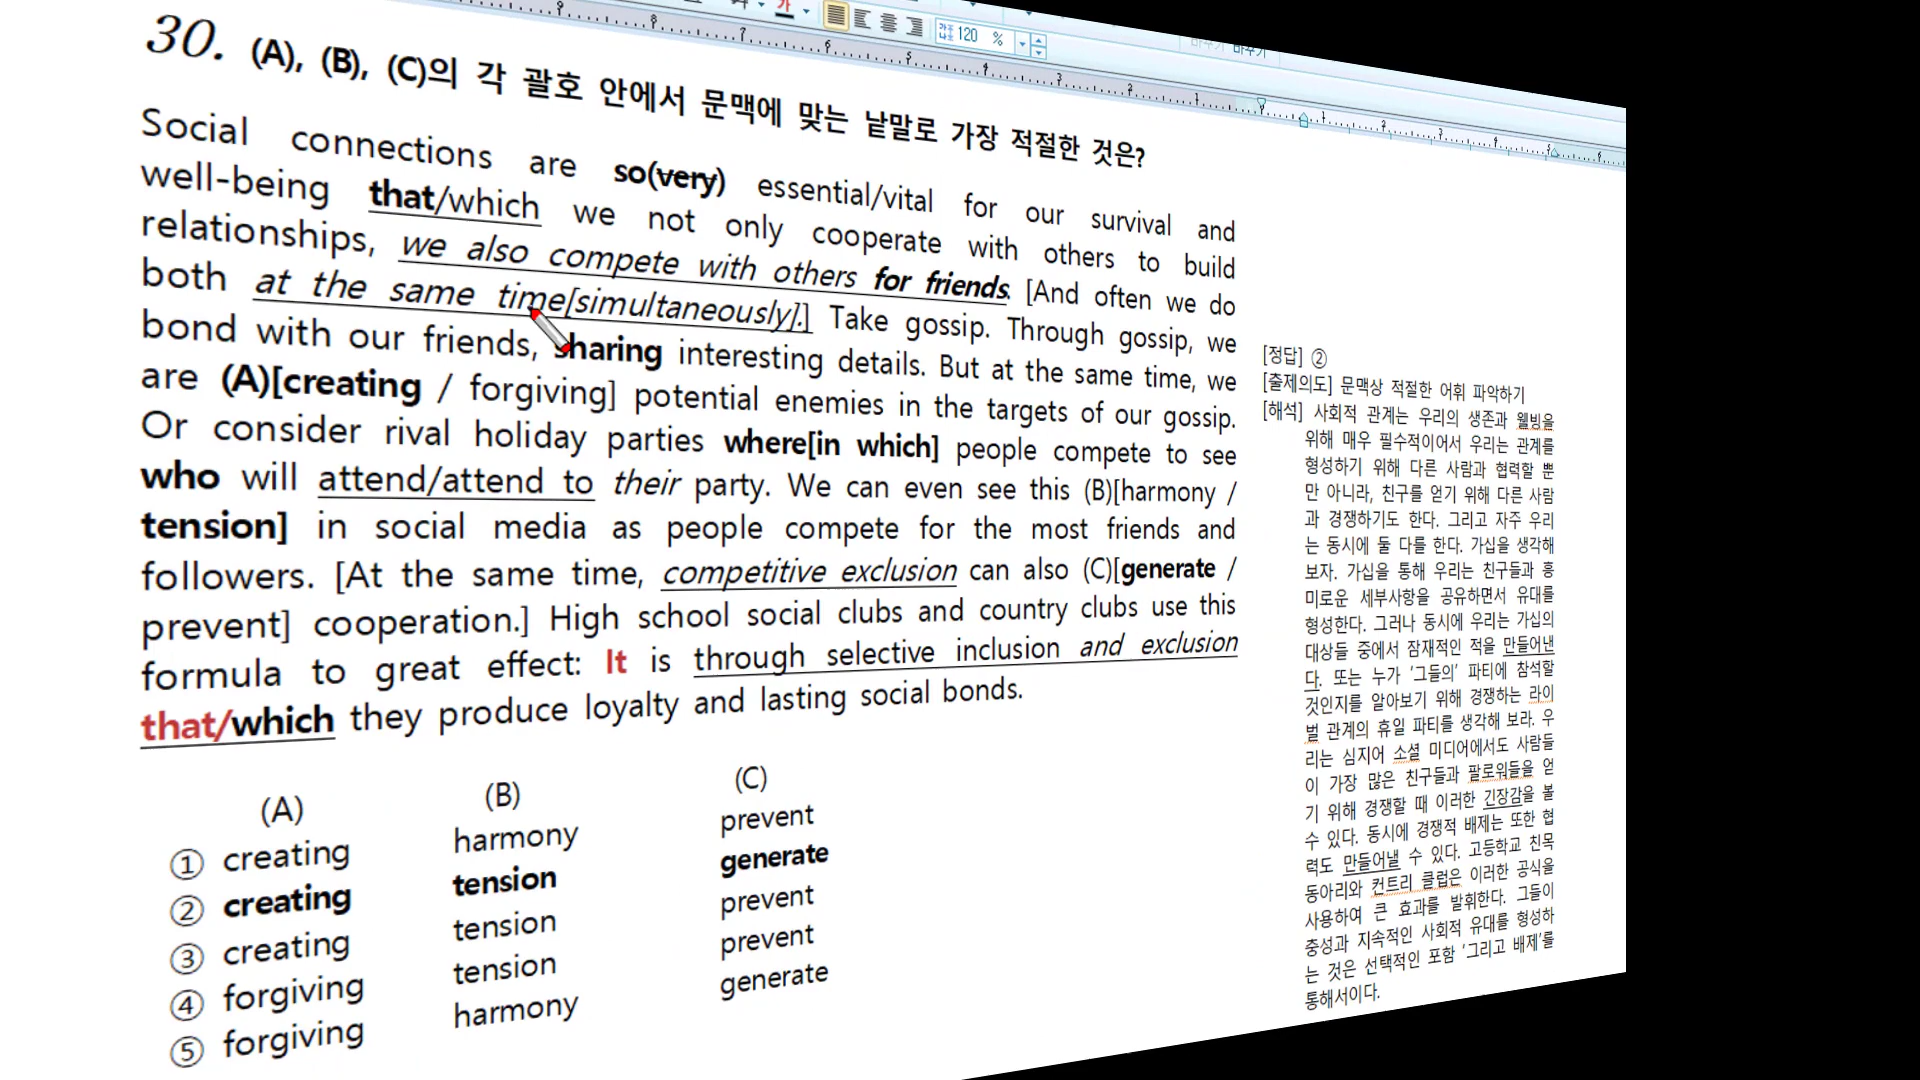 120 %
30. (A), (B), (C)의 각 괄호 안에서 문맥에 맞는 낱말로 가장 적절한 것은?
Social connections are so(very) essential/vital for our survival and
well-being that/which we not only cooperate with others to build
relationships, we also compete with others for friends. [And often we do
both at the same time[simultaneously].] Take gossip. Through gossip, we
bond with our friends, sharing interesting details. But at the same time, we
are (A)[creating / forgiving] potential enemies in the targets of our gossip.
Or consider rival holiday parties where[in which] people compete to see
who will attend/attend to their party. We can even see this (B)[harmony /
tension] in social media as people compete for the most friends and
followers. [At the same time, competitive exclusion can also (C)[generate /
prevent] cooperation.] High school social clubs and country clubs use this
formula to great effect: It is through selective inclusion and exclusion
that/which they produce loyalty and lasting social bonds.
(A) (B) (C)
① creating harmony prevent
② creating tension generate
③ creating tension prevent
④ forgiving tension prevent
⑤ forgiving harmony generate
[정답] ②
[출제의도] 문맥상 적절한 어휘 파악하기
[해석] 사회적 관계는 우리의 생존과 웰빙을
위해 매우 필수적이어서 우리는 관계를
형성하기 위해 다른 사람과 협력할 뿐
만 아니라, 친구를 얻기 위해 다른 사람
과 경쟁하기도 한다. 그리고 자주 우리
는 동시에 둘 다를 한다. 가십을 생각해
보자. 가십을 통해 우리는 친구들과 흥
미로운 세부사항을 공유하면서 유대를
형성한다. 그러나 동시에 우리는 가십의
대상들 중에서 잠재적인 적을 만들어낸
다. 또는 누가 ‘그들의’ 파티에 참석할
것인지를 알아보기 위해 경쟁하는 라이
벌 관계의 휴일 파티를 생각해 보라. 우
리는 심지어 소셜 미디어에서도 사람들
이 가장 많은 친구들과 팔로워들을 얻
기 위해 경쟁할 때 이러한 긴장감을 볼
수 있다. 동시에 경쟁적 배제는 또한 협
력도 만들어낼 수 있다. 고등학교 친목
동아리와 컨트리 클럽은 이러한 공식을
사용하여 큰 효과를 발휘한다. 그들이
충성과 지속적인 사회적 유대를 형성하
는 것은 선택적인 포함 ‘그리고 배제’를
통해서이다.